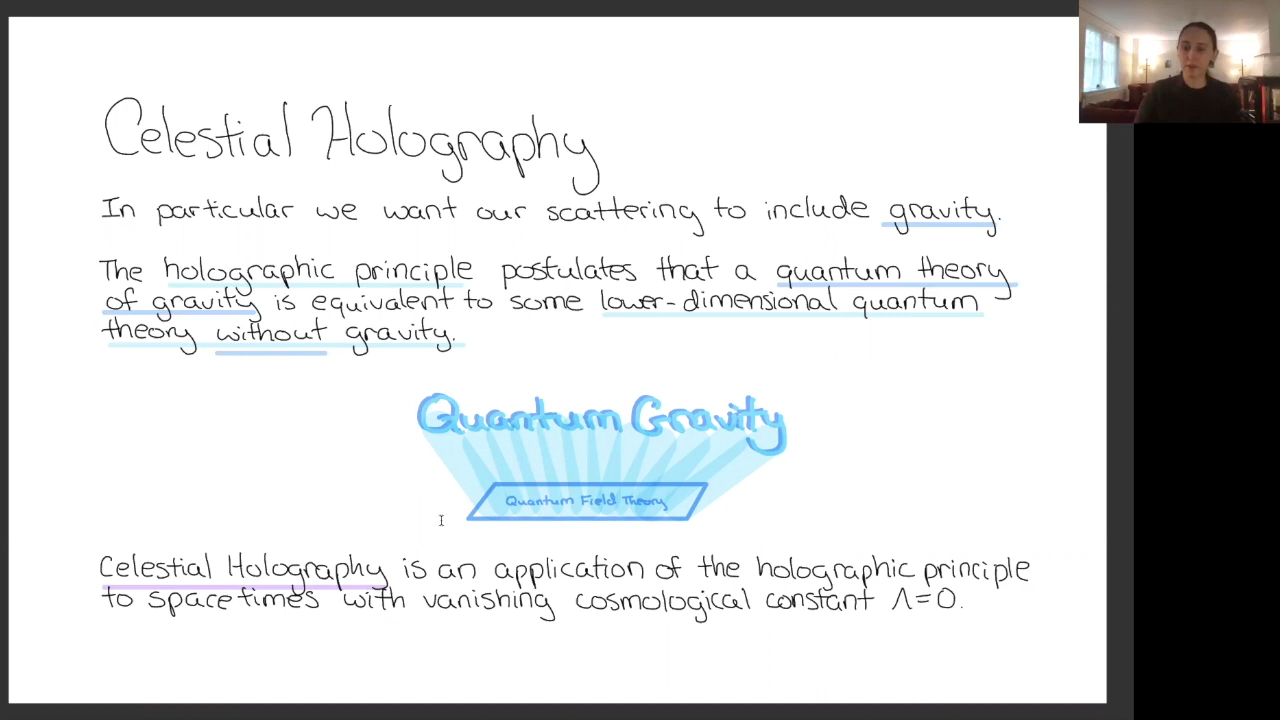 Celestial Holography
In particular we want our scattering to include gravity.
The holographic principle postulates that a quantum theory
of gravity is equivalent to some lower-dimensional quantum
theory without gravity.
Quantum Gravity
Quantum Field Theory
Celestial Holography is an application of the holographic principle
to spacetimes with vanishing cosmological constant Λ=0.